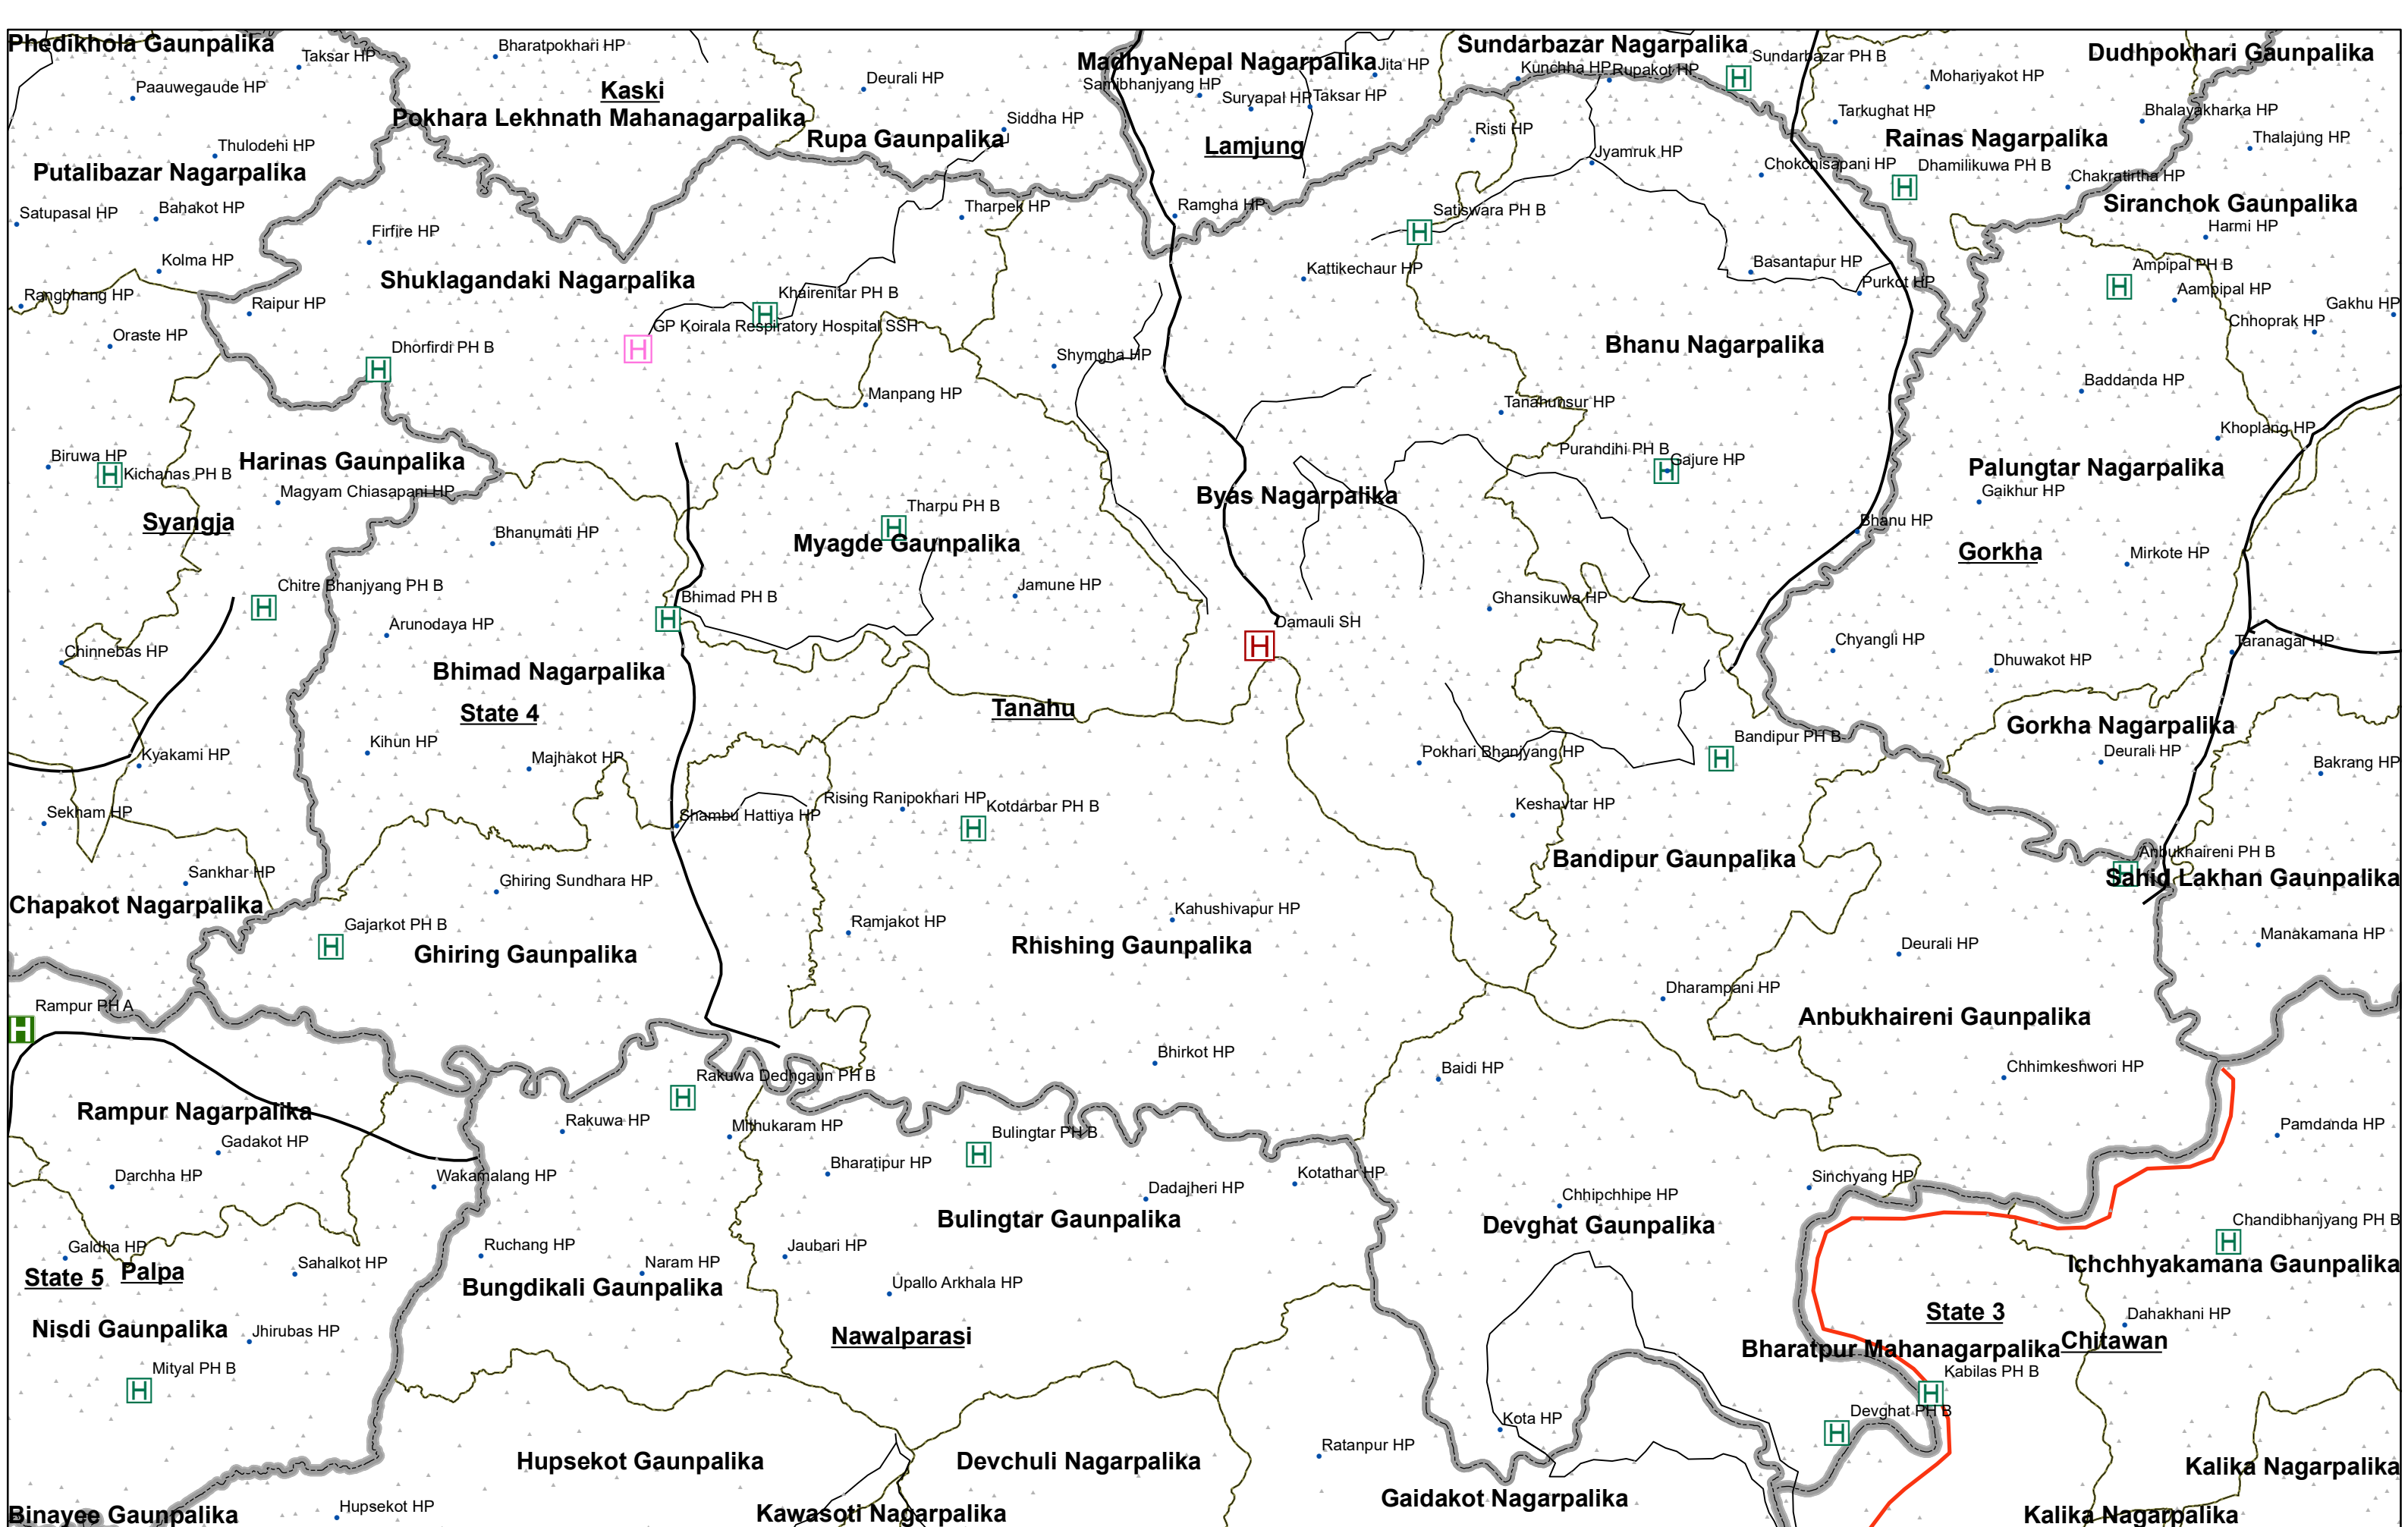 Phedikhola Gaunpalika
Taksar HP
Bharatpokhari HP
Paauwegaude HP
Kaski
Deurali HP
MadhyaNepal Nagarpalika
Jita HP
Samibhanjyang HP
Suryapal HP
Taksar HP
Sundarbazar Nagarpalika
Kunchha HP
Rupakot HP
Sundarbazar PH B
Mohariyakot HP
Dudhpokhari Gaunpalika
Pokhara Lekhnath Mahanagarpalika
Siddha HP
Rupa Gaunpalika
Lamjung
Risti HP
Tarkughat HP
Bhalayakharka HP
Rainas Nagarpalika
Thalajung HP
Thulodehi HP
Putalibazar Nagarpalika
Jyamruk HP
Chokchisapani HP
Dhamilikuwa PH B
Chakratirtha HP
Satupasal HP
Bahakot HP
Firfire HP
Tharpek HP
Ramgha HP
Satiswara PH B
Siranchok Gaunpalika
Harmi HP
Kolma HP
Shuklagandaki Nagarpalika
Kattikechaur HP
Basantapur HP
Purkot HP
Ampipal PH B
Aampipal HP
Rangbhang HP
Raipur HP
Khairenitar PH B
GP Koirala Respiratory Hospital SSH
Gakhu HP
Chhoprak HP
Oraste HP
Dhorfirdi PH B
Shymgha HP
Bhanu Nagarpalika
Manpang HP
Tanahunsur HP
Baddanda HP
Khoplang HP
Biruwa HP
Kichanas PH B
Harinas Gaunpalika
Magyam Chiasapani HP
Purandihi PH B
Gajure HP
Palungtar Nagarpalika
Gaikhur HP
Byas Nagarpalika
Syangja
Bhanumati HP
Tharpu PH B
Myagde Gaunpalika
Bhanu HP
Gorkha
Mirkote HP
Chitre Bhanjyang PH B
Bhimad PH B
Jamune HP
Ghansikuwa HP
Arunodaya HP
Damauli SH
Chyangli HP
Taranagar HP
Chinnebas HP
Bhimad Nagarpalika
Dhuwakot HP
State 4
Tanahu
Gorkha Nagarpalika
Kyakami HP
Kihun HP
Majhakot HP
Pokhari Bhanjyang HP
Bandipur PH B
Deurali HP
Bakrang HP
Sekham HP
Shambu Hattiya HP
Rising Ranipokhari HP
Kotdarbar PH B
Keshavtar HP
Bandipur Gaunpalika
Anbukhaireni PH B
Sahid Lakhan Gaunpalika
Sankhar HP
Ghiring Sundhara HP
Chapakot Nagarpalika
Gajarkot PH B
Ghiring Gaunpalika
Ramjakot HP
Kahushivapur HP
Rhishing Gaunpalika
Deurali HP
Manakamana HP
Rampur PH A
Dharampani HP
Anbukhaireni Gaunpalika
Bhirkot HP
Baidi HP
Chhimkeshwori HP
Rakuwa Dedhgaun PH B
Rampur Nagarpalika
Gadakot HP
Rakuwa HP
Mithukaram HP
Bulingtar PH B
Pamdanda HP
Darchha HP
Wakamalang HP
Bharatipur HP
Dadajheri HP
Kotathar HP
Sinchyang HP
Chhipchhipe HP
Devghat Gaunpalika
Bulingtar Gaunpalika
Chandibhanjyang PH B
Galdha HP
State 5
Palpa
Sahalkot HP
Ruchang HP
Naram HP
Jaubari HP
Ichchhyakamana Gaunpalika
Bungdikali Gaunpalika
Upallo Arkhala HP
State 3
Dahakhani HP
Nisdi Gaunpalika
Jhirubas HP
Nawalparasi
Bharatpur Mahanagarpalika
Chitawan
Mityal PH B
Kabilas PH B
Kota HP
Devghat PH B
Ratanpur HP
Hupsekot Gaunpalika
Devchuli Nagarpalika
Kalika Nagarpalika
Gaidakot Nagarpalika
Binayee Gaunpalika
Hupsekot HP
Kawasoti Nagarpalika
Kalika Nagarpalika